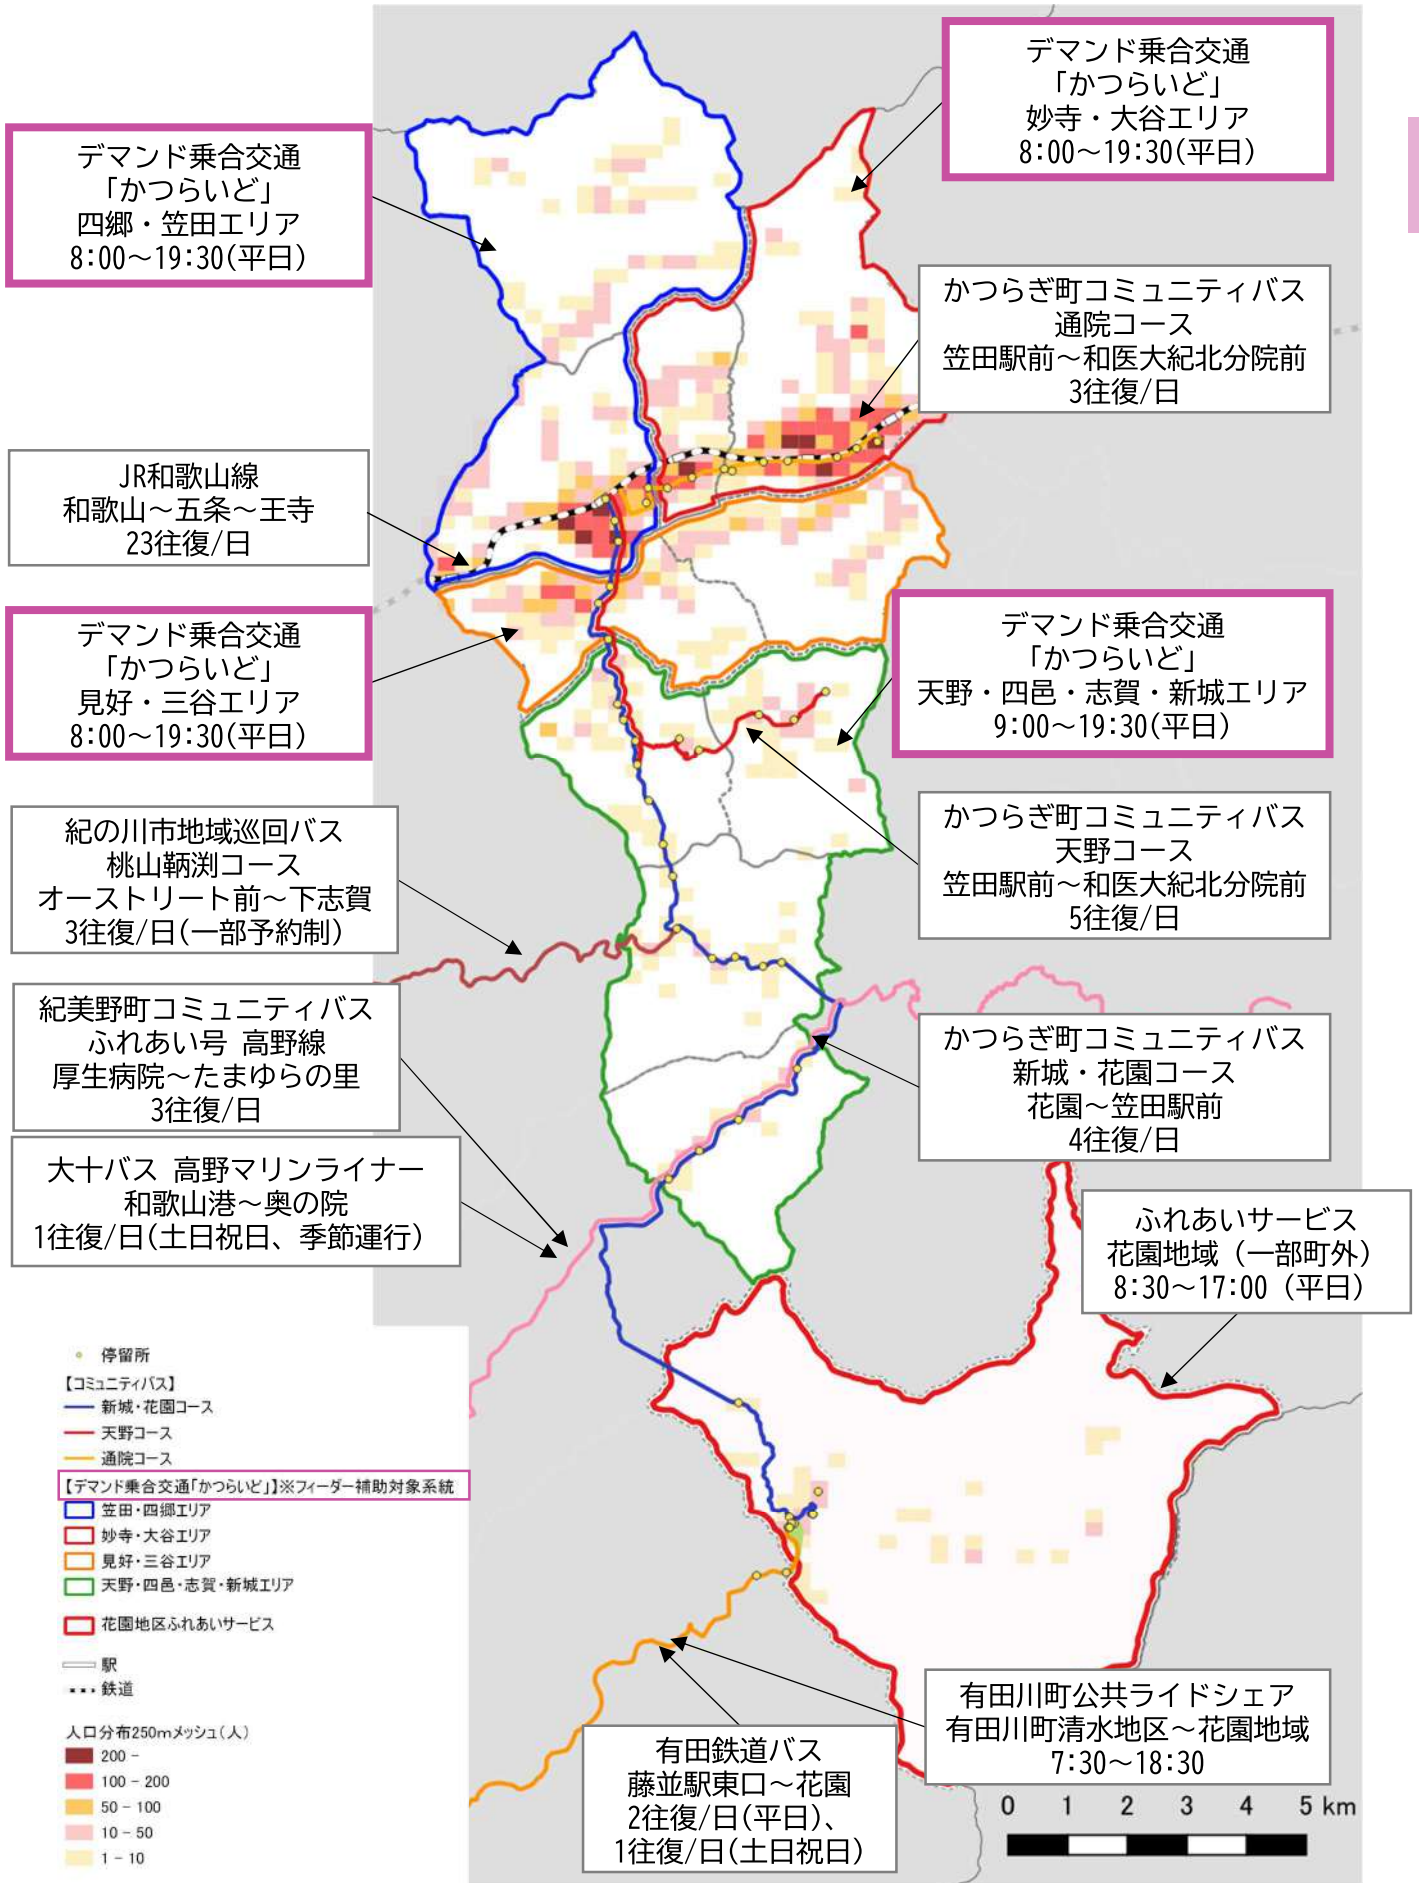 デマンド乗合交通
「かつらいど」
妙寺・大谷エリア
8:00～19:30(平日)
デマンド乗合交通
「かつらいど」
四郷・笠田エリア
8:00～19:30(平日)
かつらぎ町コミュニティバス
通院コース
笠田駅前～和医大紀北分院前
3往復/日
JR和歌山線
和歌山～五条～王寺
23往復/日
デマンド乗合交通
「かつらいど」
見好・三谷エリア
8:00～19:30(平日)
デマンド乗合交通
「かつらいど」
天野・四邑・志賀・新城エリア
9:00～19:30(平日)
かつらぎ町コミュニティバス
天野コース
笠田駅前～和医大紀北分院前
5往復/日
紀の川市地域巡回バス
桃山鞆渕コース
オーストリート前～下志賀
3往復/日(一部予約制)
紀美野町コミュニティバス
ふれあい号 高野線
厚生病院～たまゆらの里
3往復/日
かつらぎ町コミュニティバス
新城・花園コース
花園～笠田駅前
4往復/日
大十バス 高野マリンライナー
和歌山港～奥の院
1往復/日(土日祝日、季節運行)
ふれあいサービス
花園地域（一部町外）
8:30～17:00（平日）
停留所
【コミュニティバス】
新城・花園コース
天野コース
通院コース
【デマンド乗合交通「かつらいど」】※フィーダー補助対象系統
笠田・四郷エリア
妙寺・大谷エリア
見好・三谷エリア
天野・四邑・志賀・新城エリア
花園地区ふれあいサービス
駅
鉄道
人口分布250mメッシュ(人)
200 -
100 - 200
50 - 100
10 - 50
1 - 10
有田川町公共ライドシェア
有田川町清水地区～花園地域
7:30～18:30
有田鉄道バス
藤並駅東口～花園
2往復/日(平日)、
1往復/日(土日祝日)
0 1 2 3 4 5 km